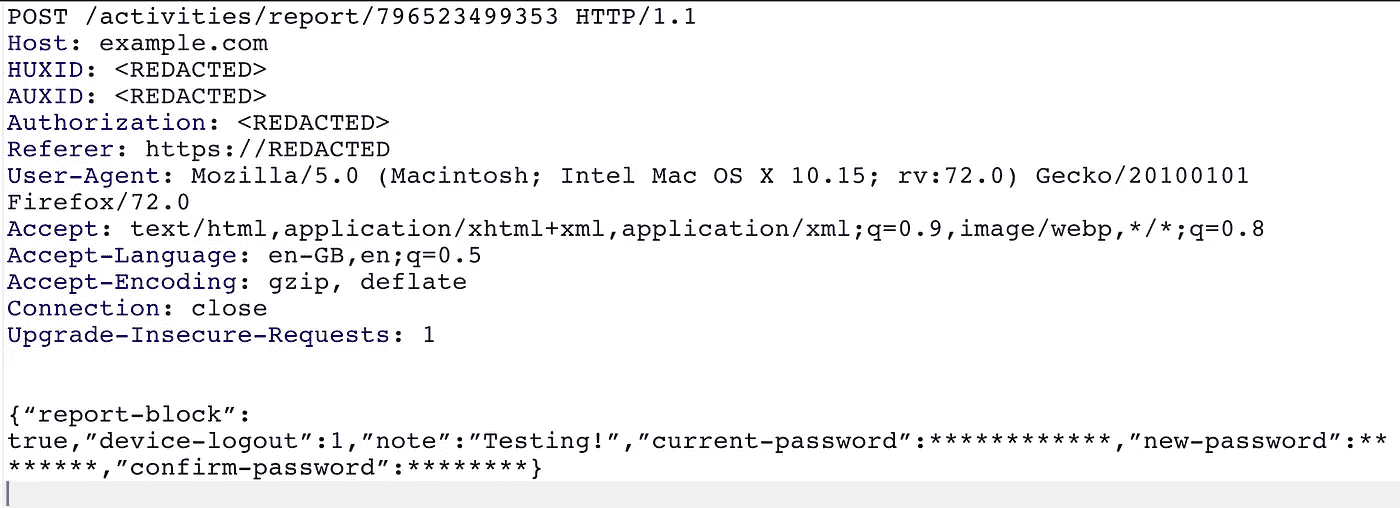 POST /activities/report/796523499353 HTTP/1.1
Host: example.com
HUXID: <REDACTED>
AUXID: <REDACTED>
Authorization: <REDACTED>
Referer: https://REDACTED
User-Agent: Mozilla/5.0 (Macintosh; Intel Mac OS X 10.15; rv:72.0) Gecko/20100101
Firefox/72.0
Accept: text/html,application/xhtml+xml,application/xml;q=0.9,image/webp,*/*;q=0.8
Accept-Language: en-GB,en;q=0.5
Accept-Encoding: gzip, deflate
Connection: close
Upgrade-Insecure-Requests: 1
{“report-block”:
true,”device-logout”:1,”note”:”Testing!”,”current-password”:************,”new-password”:**
******,”confirm-password”:********}